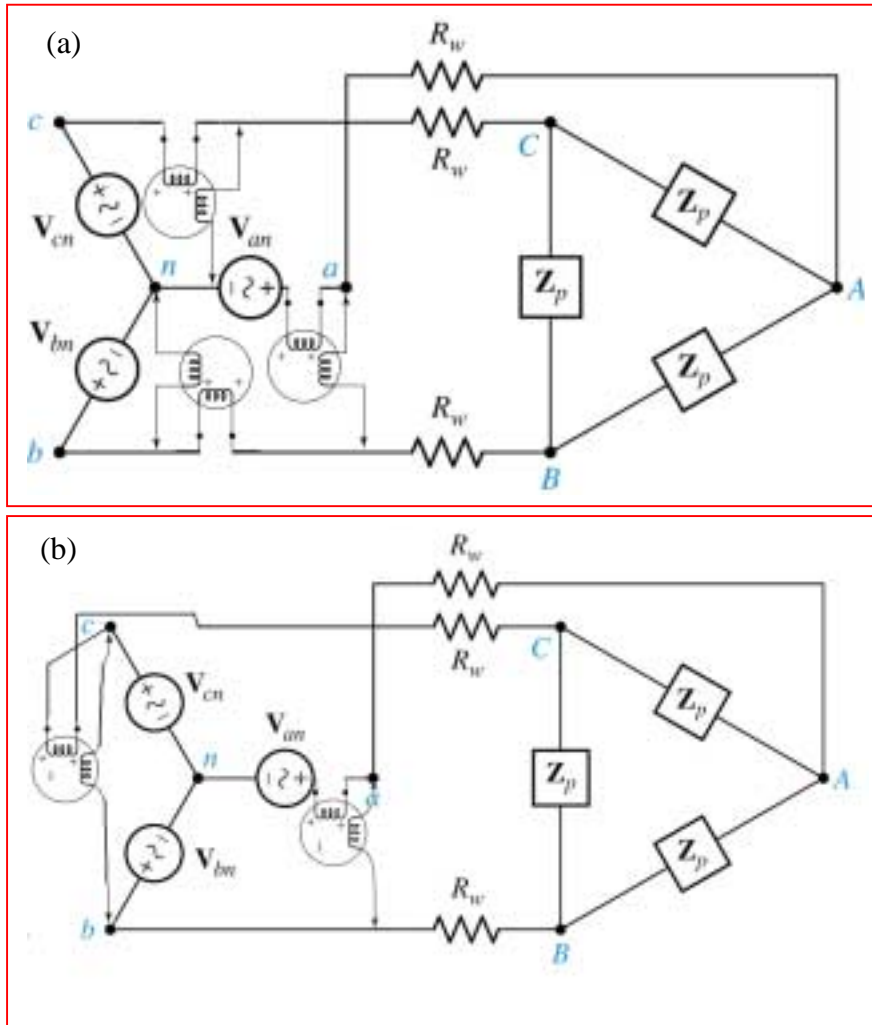 (a)
R_w
c
R_w
C
V_cn
V_an
Z_p
n
a
Z_p
A
V_bn
Z_p
R_w
b
B
(b)
R_w
c
R_w
C
V_cn
Z_p
V_an
n
Z_p
a
A
V_bn
Z_p
R_w
b
B